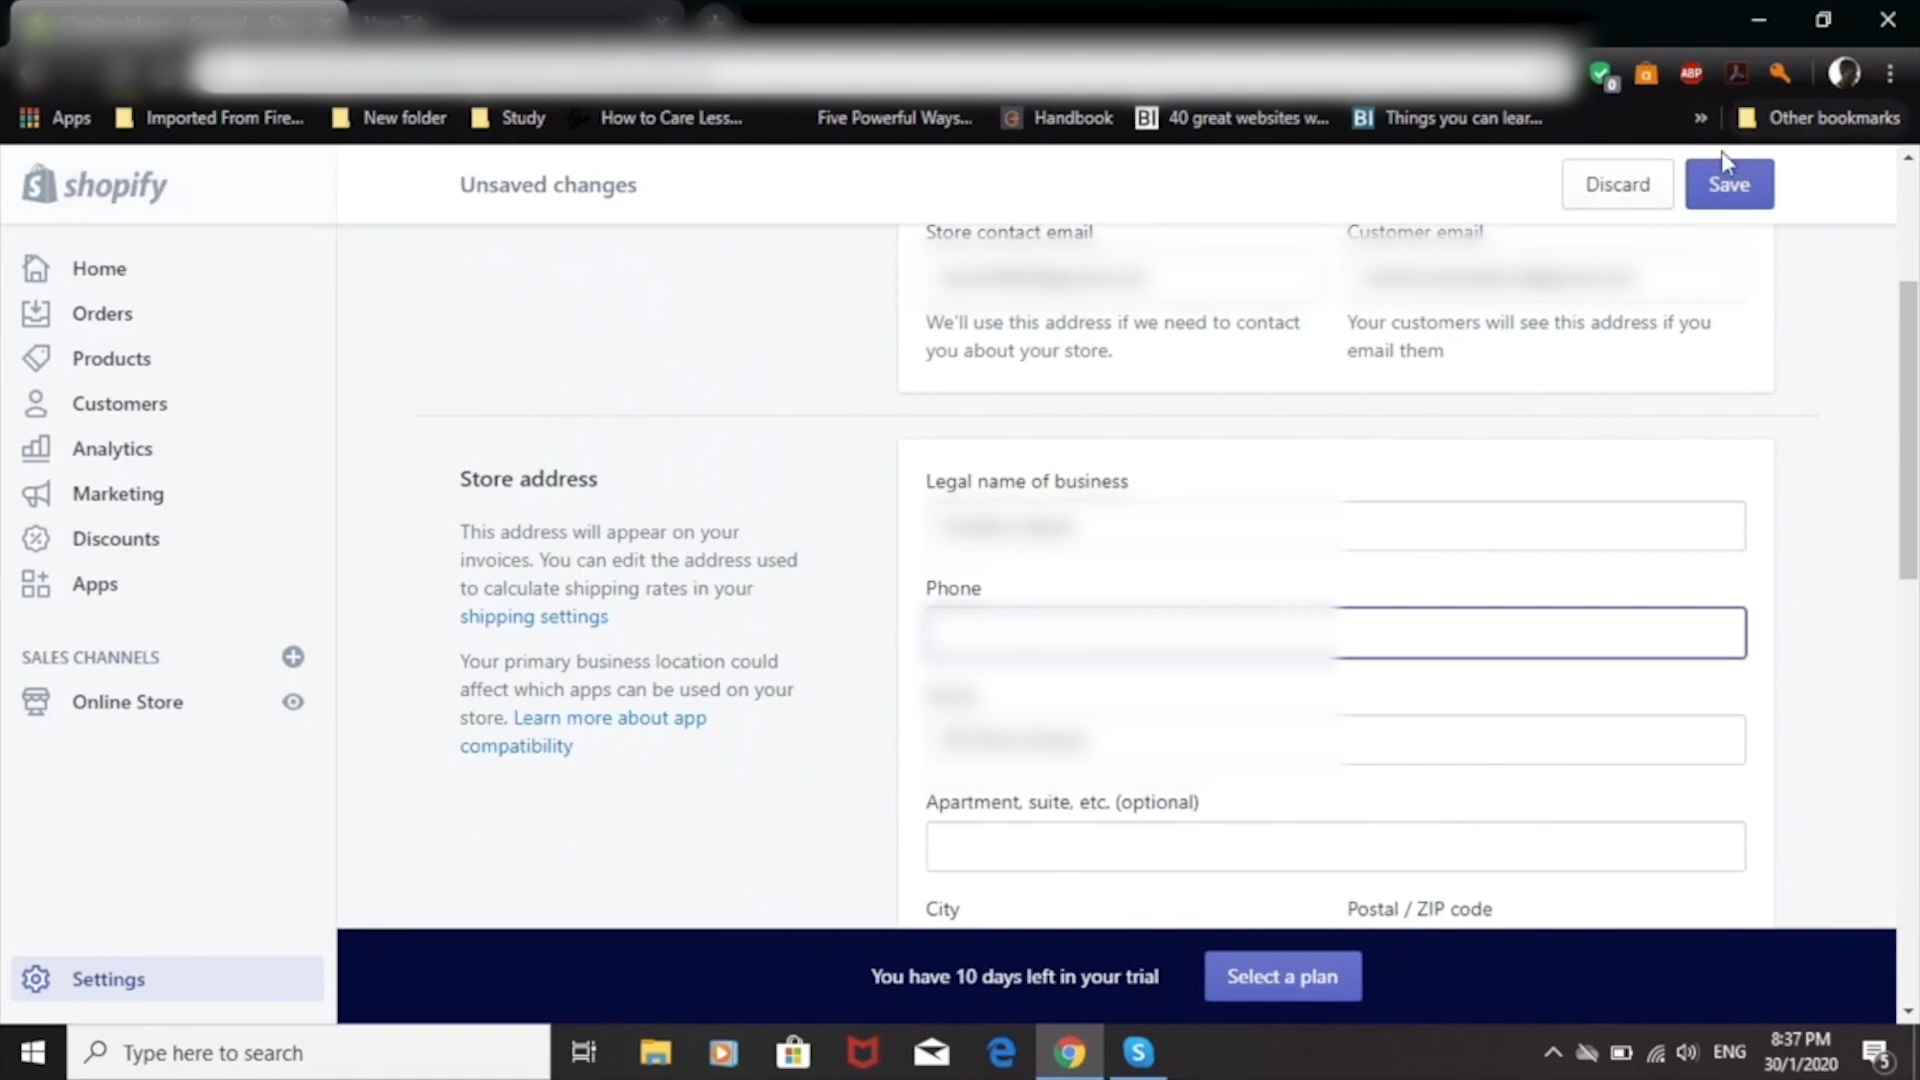 Apps
Imported From Fire...
New folder
Study
How to Care Less...
Five Powerful Ways...
Handbook
BI 40 great websites w...
BI Things you can lear...
»
Other bookmarks
0
ABP
shopify
Unsaved changes
Discard
Save
Home
Orders
Products
Customers
Analytics
Marketing
Discounts
Apps
SALES CHANNELS
Online Store
Settings
Store contact email
Customer email
We'll use this address if we need to contact
you about your store.
Your customers will see this address if you
email them
Store address
This address will appear on your
invoices. You can edit the address used
to calculate shipping rates in your
shipping settings
Your primary business location could
affect which apps can be used on your
store. Learn more about app
compatibility
Legal name of business
Phone
Apartment, suite, etc. (optional)
City
Postal / ZIP code
You have 10 days left in your trial
Select a plan
Type here to search
ENG
8:37 PM
30/1/2020
5